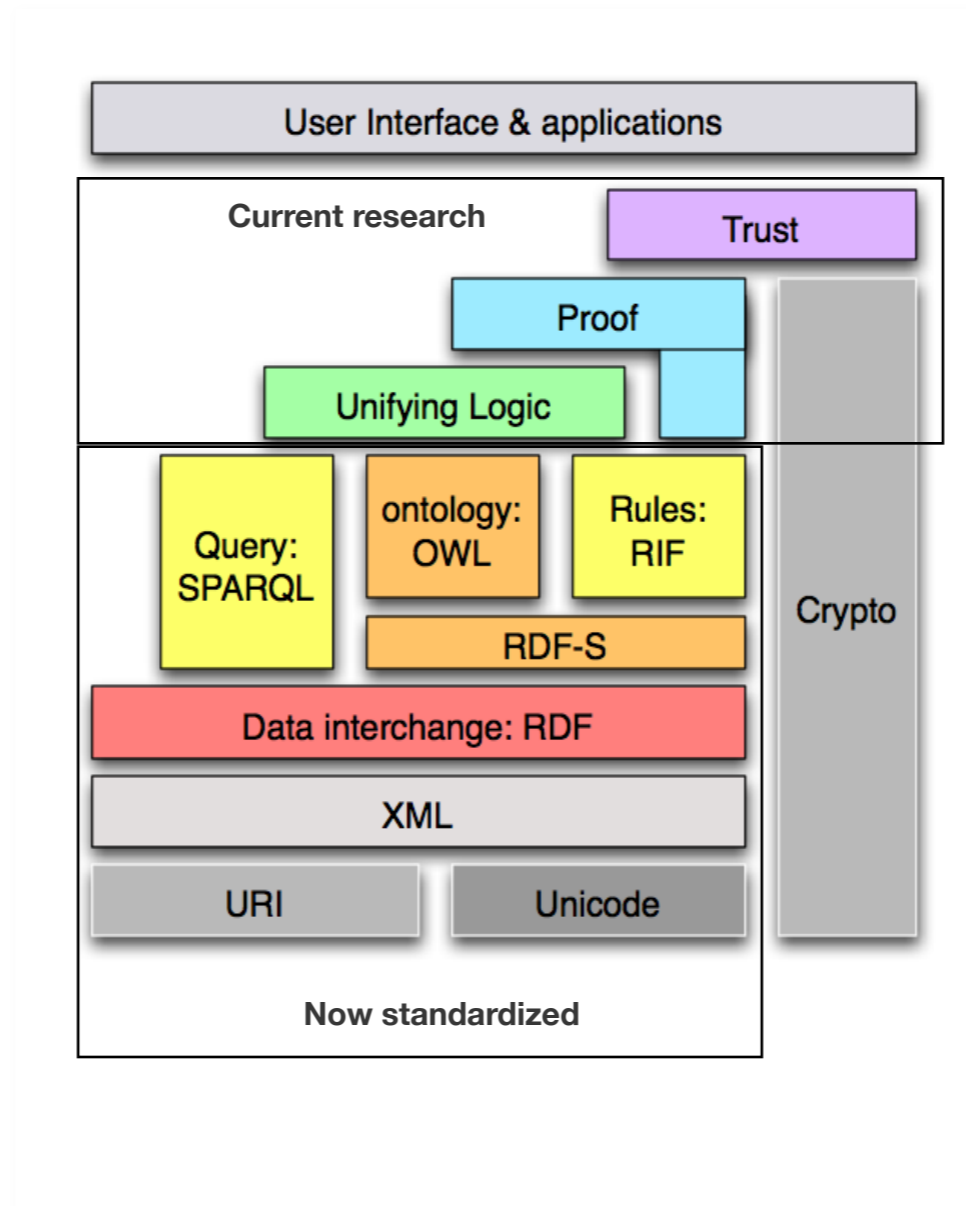 User Interface & applications
Current research
Trust
Proof
Unifying Logic
Query:
SPARQL
ontology:
OWL
Rules:
RIF
Crypto
RDF-S
Data interchange: RDF
XML
URI
Unicode
Now standardized